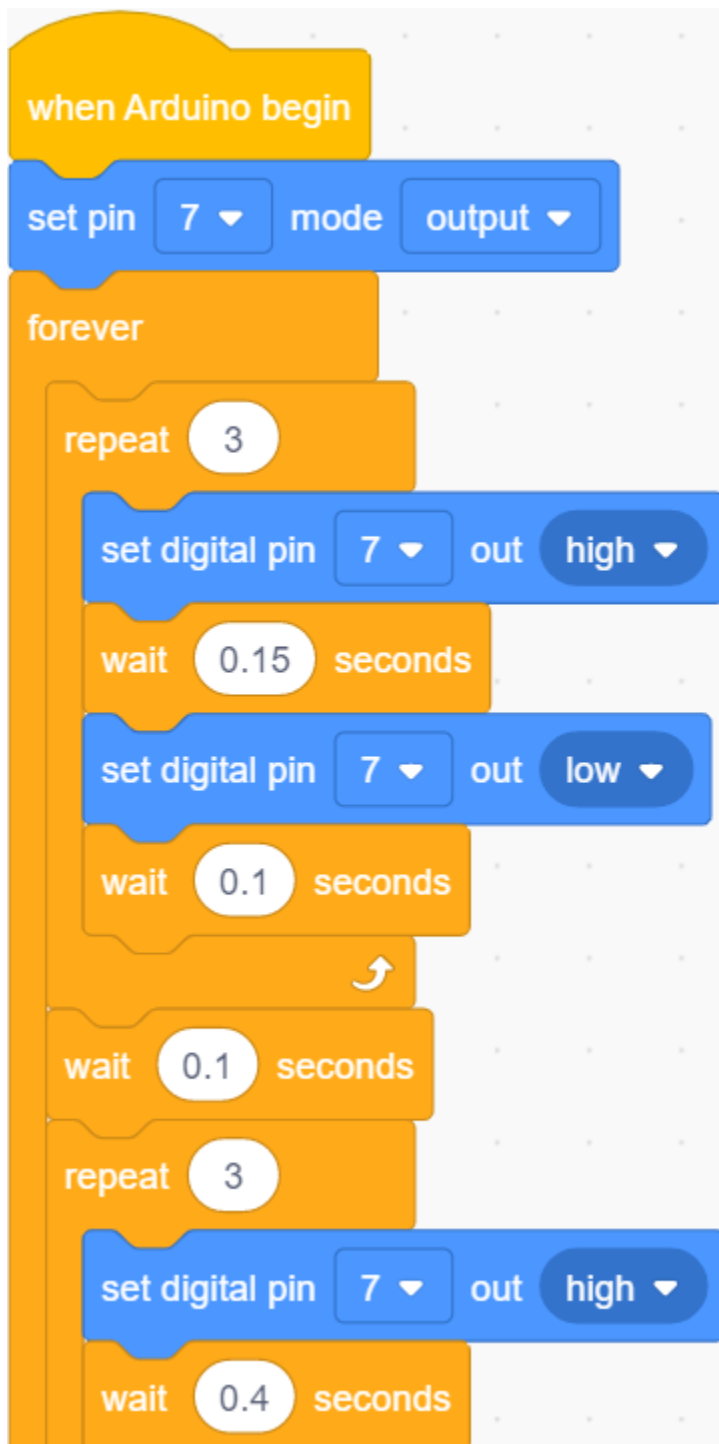 when Arduino begin
set pin 7 mode output
forever
repeat 3
set digital pin 7 out high
wait 0.15 seconds
set digital pin 7 out low
wait 0.1 seconds
wait 0.1 seconds
repeat 3
set digital pin 7 out high
wait 0.4 seconds